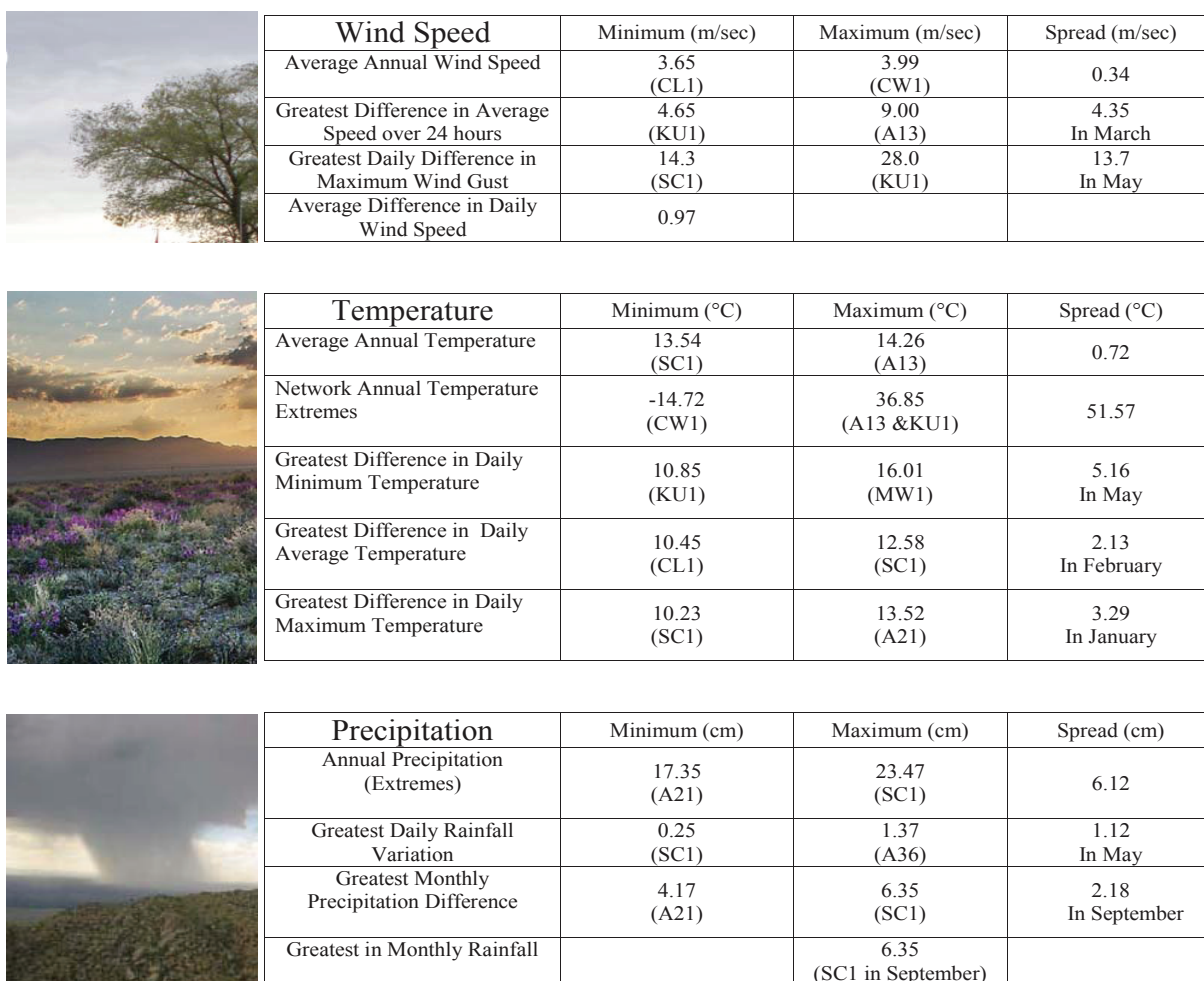 Wind Speed Minimum (m/sec) Maximum (m/sec) Spread (m/sec)
Average Annual Wind Speed 3.65 (CL1) 3.99 (CW1) 0.34
Greatest Difference in Average
Speed over 24 hours 4.65 (KU1) 9.00 (A13) 4.35 In March
Greatest Daily Difference in
Maximum Wind Gust 14.3 (SC1) 28.0 (KU1) 13.7 In May
Average Difference in Daily
Wind Speed 0.97
Temperature Minimum (°C) Maximum (°C) Spread (°C)
Average Annual Temperature 13.54 (SC1) 14.26 (A13) 0.72
Network Annual Temperature
Extremes -14.72 (CW1) 36.85 (A13 &KU1) 51.57
Greatest Difference in Daily
Minimum Temperature 10.85 (KU1) 16.01 (MW1) 5.16 In May
Greatest Difference in Daily
Average Temperature 10.45 (CL1) 12.58 (SC1) 2.13 In February
Greatest Difference in Daily
Maximum Temperature 10.23 (SC1) 13.52 (A21) 3.29 In January
Precipitation Minimum (cm) Maximum (cm) Spread (cm)
Annual Precipitation
(Extremes) 17.35 (A21) 23.47 (SC1) 6.12
Greatest Daily Rainfall
Variation 0.25 (SC1) 1.37 (A36) 1.12 In May
Greatest Monthly
Precipitation Difference 4.17 (A21) 6.35 (SC1) 2.18 In September
Greatest in Monthly Rainfall 6.35
(SC1 in September)